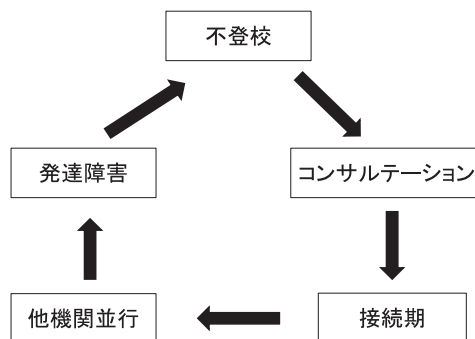 不登校
発達障害
コンサルテーション
他機関並行
接続期